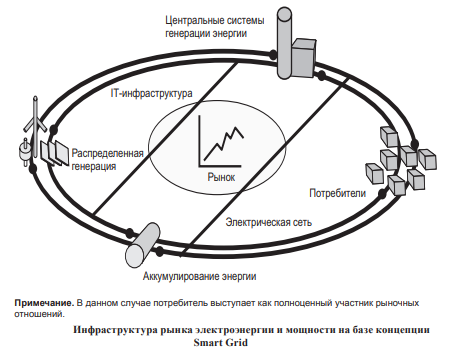 Центральные системы
генерации энергии
IT-инфраструктура
Распределенная
генерация
Рынок
Потребители
Электрическая сеть
Аккумулирование энергии
Примечание. В данном случае потребитель выступает как полноценный участник рыночных
отношений.
Инфраструктура рынка электроэнергии и мощности на базе концепции
Smart Grid